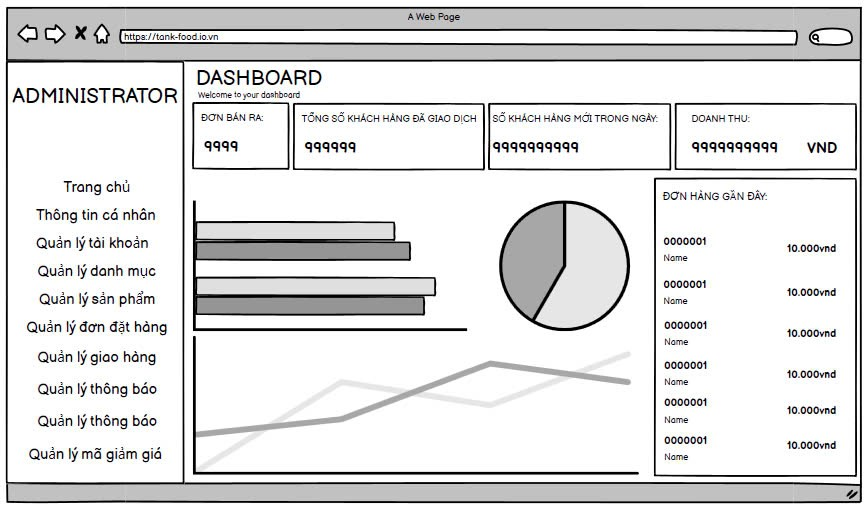 A Web Page
https://tank-food.io.vn
ADMINISTRATOR
Trang chủ
Thông tin cá nhân
Quản lý tài khoản
Quản lý danh mục
Quản lý sản phẩm
Quản lý đơn đặt hàng
Quản lý giao hàng
Quản lý thông báo
Quản lý thông báo
Quản lý mã giảm giá
DASHBOARD
Welcome to your dashboard
ĐƠN BÁN RA:
9999
TỔNG SỐ KHÁCH HÀNG ĐÃ GIAO DỊCH
999999
SỐ KHÁCH HÀNG MỚI TRONG NGÀY:
9999999999
DOANH THU:
9999999999 VND
ĐƠN HÀNG GẦN ĐÂY:
0000001
Name
10.000vnd
0000001
Name
10.000vnd
0000001
Name
10.000vnd
0000001
Name
10.000vnd
0000001
Name
10.000vnd
0000001
Name
10.000vnd